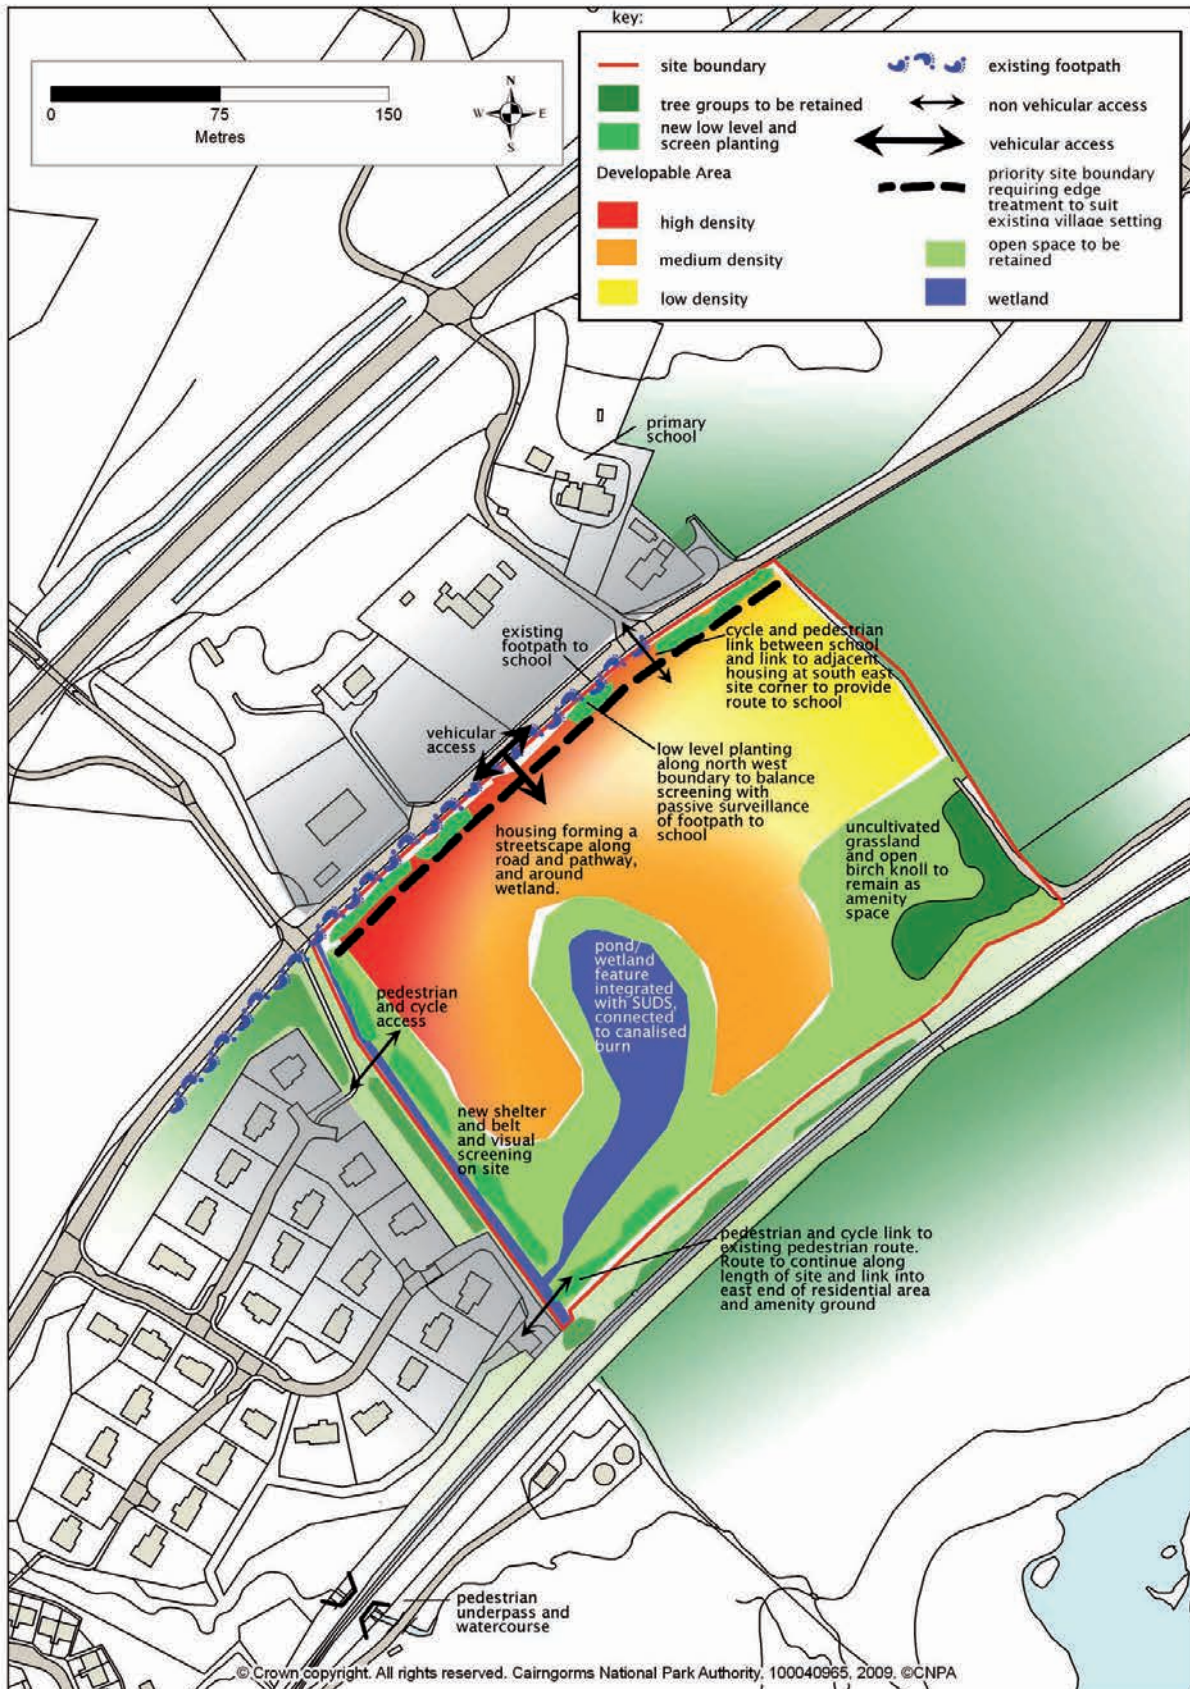 key:
site boundary
tree groups to be retained
new low level and
screen planting
Developable Area
high density
medium density
low density
existing footpath
non vehicular access
vehicular access
priority site boundary
requiring edge
treatment to suit
existing village setting
open space to be
retained
wetland
0 75 150
Metres
N
W E
S
primary
school
existing
footpath to
school
cycle and pedestrian
link between school
and link to adjacent
housing at south east
site corner to provide
route to school
vehicular
access
low level planting
along north west
boundary to balance
screening with
passive surveillance
of footpath to
school
housing forming a
streetscape along
road and pathway,
and around
wetland.
uncultivated
grassland
and open
birch knoll to
remain as
amenity
space
pond/
wetland
feature
integrated
with SUDS,
connected
to canalised
burn
pedestrian
and cycle
access
new shelter
and belt
and visual
screening
on site
pedestrian and cycle link to
existing pedestrian route.
Route to continue along
length of site and link into
east end of residential area
and amenity ground
pedestrian
underpass and
watercourse
© Crown copyright. All rights reserved. Cairngorms National Park Authority, 100040965, 2009. ©CNPA